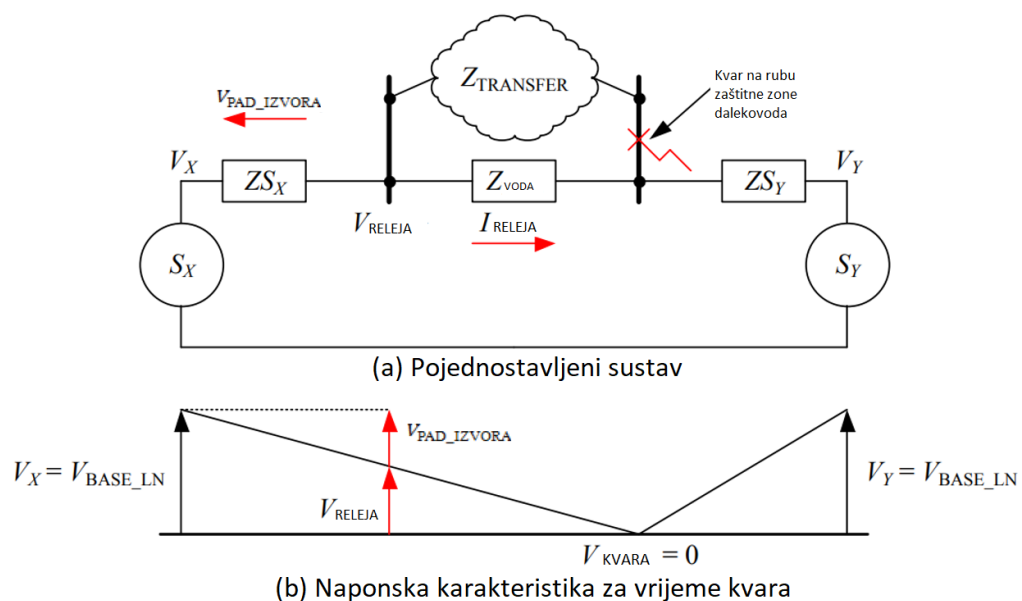 Z_TRANSFER
Kvar na rubu
zaštitne zone
dalekovoda
v_PAD_IZVORA
V_X
V_Y
ZS_X
Z_VODA
ZS_Y
V_RELEJA
I_RELEJA
S_X
S_Y
(a) Pojednostavljeni sustav
v_PAD_IZVORA
V_X = V_BASE_LN
V_Y = V_BASE_LN
V_RELEJA
V_KVARA = 0
(b) Naponska karakteristika za vrijeme kvara